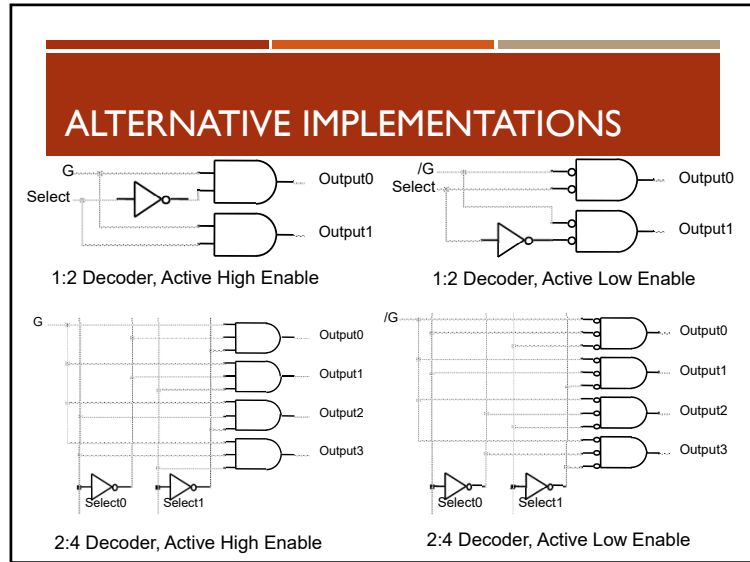 ALTERNATIVE IMPLEMENTATIONS
G
Select
Output0
Output1
1:2 Decoder, Active High Enable
/G
Select
Output0
Output1
1:2 Decoder, Active Low Enable
G
Output0
Output1
Output2
Output3
Select0
Select1
2:4 Decoder, Active High Enable
/G
Output0
Output1
Output2
Output3
Select0
Select1
2:4 Decoder, Active Low Enable